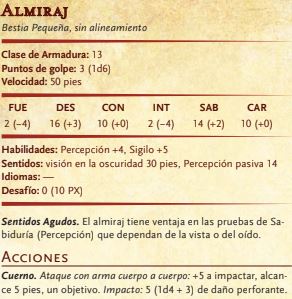 ALMIRAJ
Bestia Pequeña, sin alineamiento
Clase de Armadura: 13
Puntos de golpe: 3 (1d6)
Velocidad: 50 pies
FUE DES CON INT SAB CAR
2 (–4) 16 (+3) 10 (+0) 2 (–4) 14 (+2) 10 (+0)
Habilidades: Percepción +4, Sigilo +5
Sentidos: visión en la oscuridad 30 pies, Percepción pasiva 14
Idiomas: —
Desafío: 0 (10 PX)
Sentidos Agudos. El almiraj tiene ventaja en las pruebas de Sa-
biduría (Percepción) que dependan de la vista o del oído.
ACCIONES
Cuerno. Ataque con arma cuerpo a cuerpo: +5 a impactar, alcan-
ce 5 pies, un objetivo. Impacto: 5 (1d4 + 3) de daño perforante.